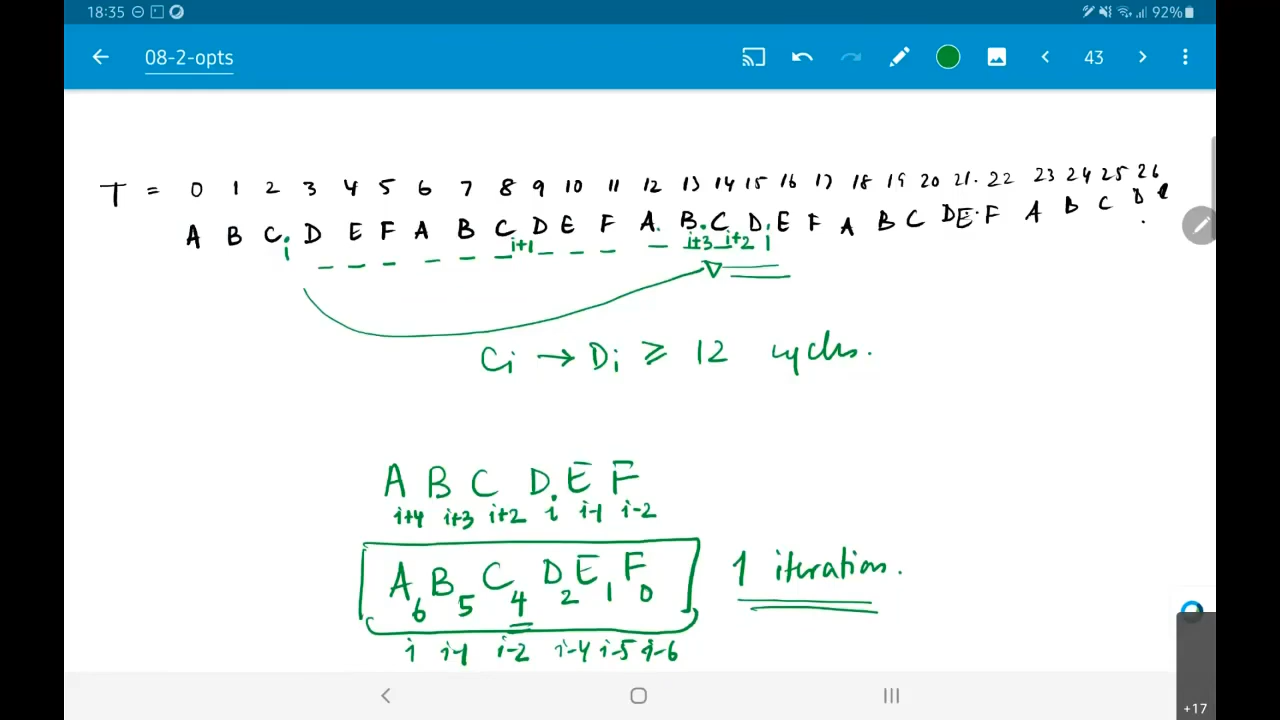 18:35 92%
08-2-opts 43
T = 0 1 2 3 4 5 6 7 8 9 10 11 12 13 14 15 16 17 18 19 20 21. 22 23 24 25 26
A B C D E F A B C D E F A. B. C D E F A B C D E F A B C D
i i+1 i+3 i+2 i
Ci → Di ≥ 12 cycles.
A B C D. E F
i+4 i+3 i+2 i i-1 i-2
A6 B5 C4 D2 E1 F0 1 iteration.
i i-1 i-2 i-4 i-5 i-6
+17